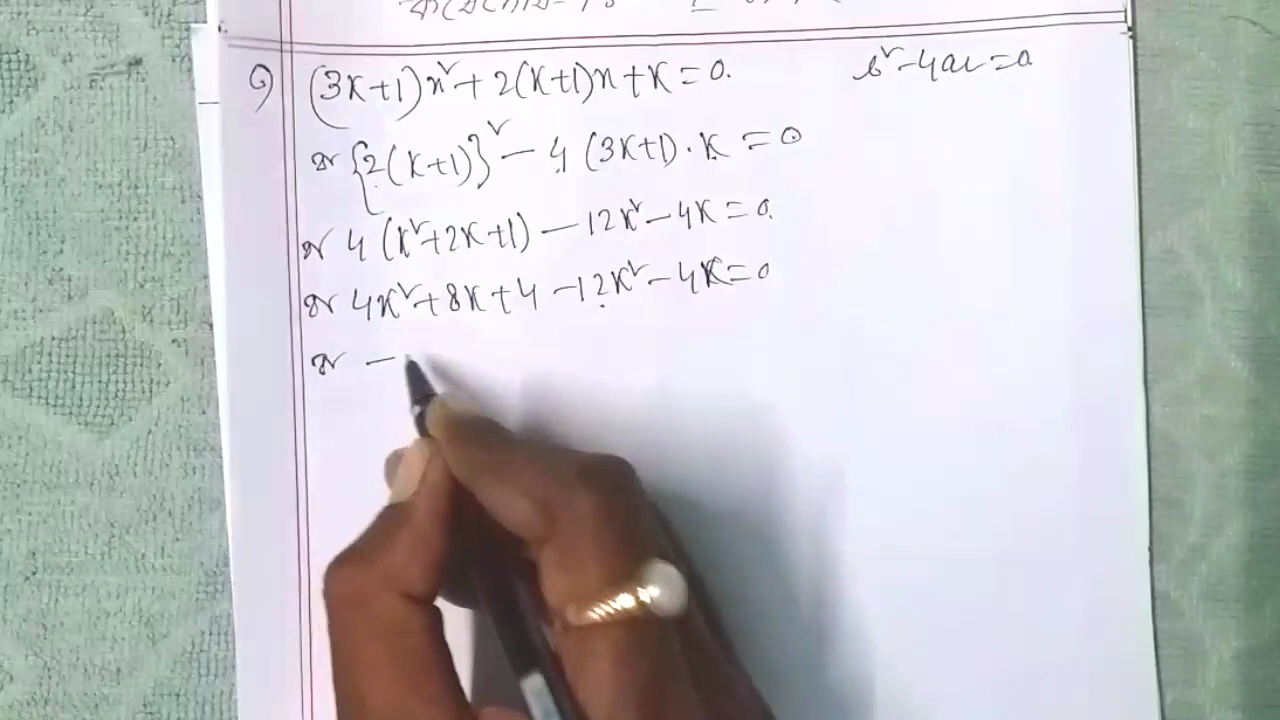 9) (3K+1)x² + 2(K+1)x + K = 0. b² - 4ac = 0
or {2(K+1)}² - 4 (3K+1) · K = 0
or 4 (K²+2K+1) - 12K² - 4K = 0
or 4K² + 8K + 4 - 12K² - 4K = 0
or -